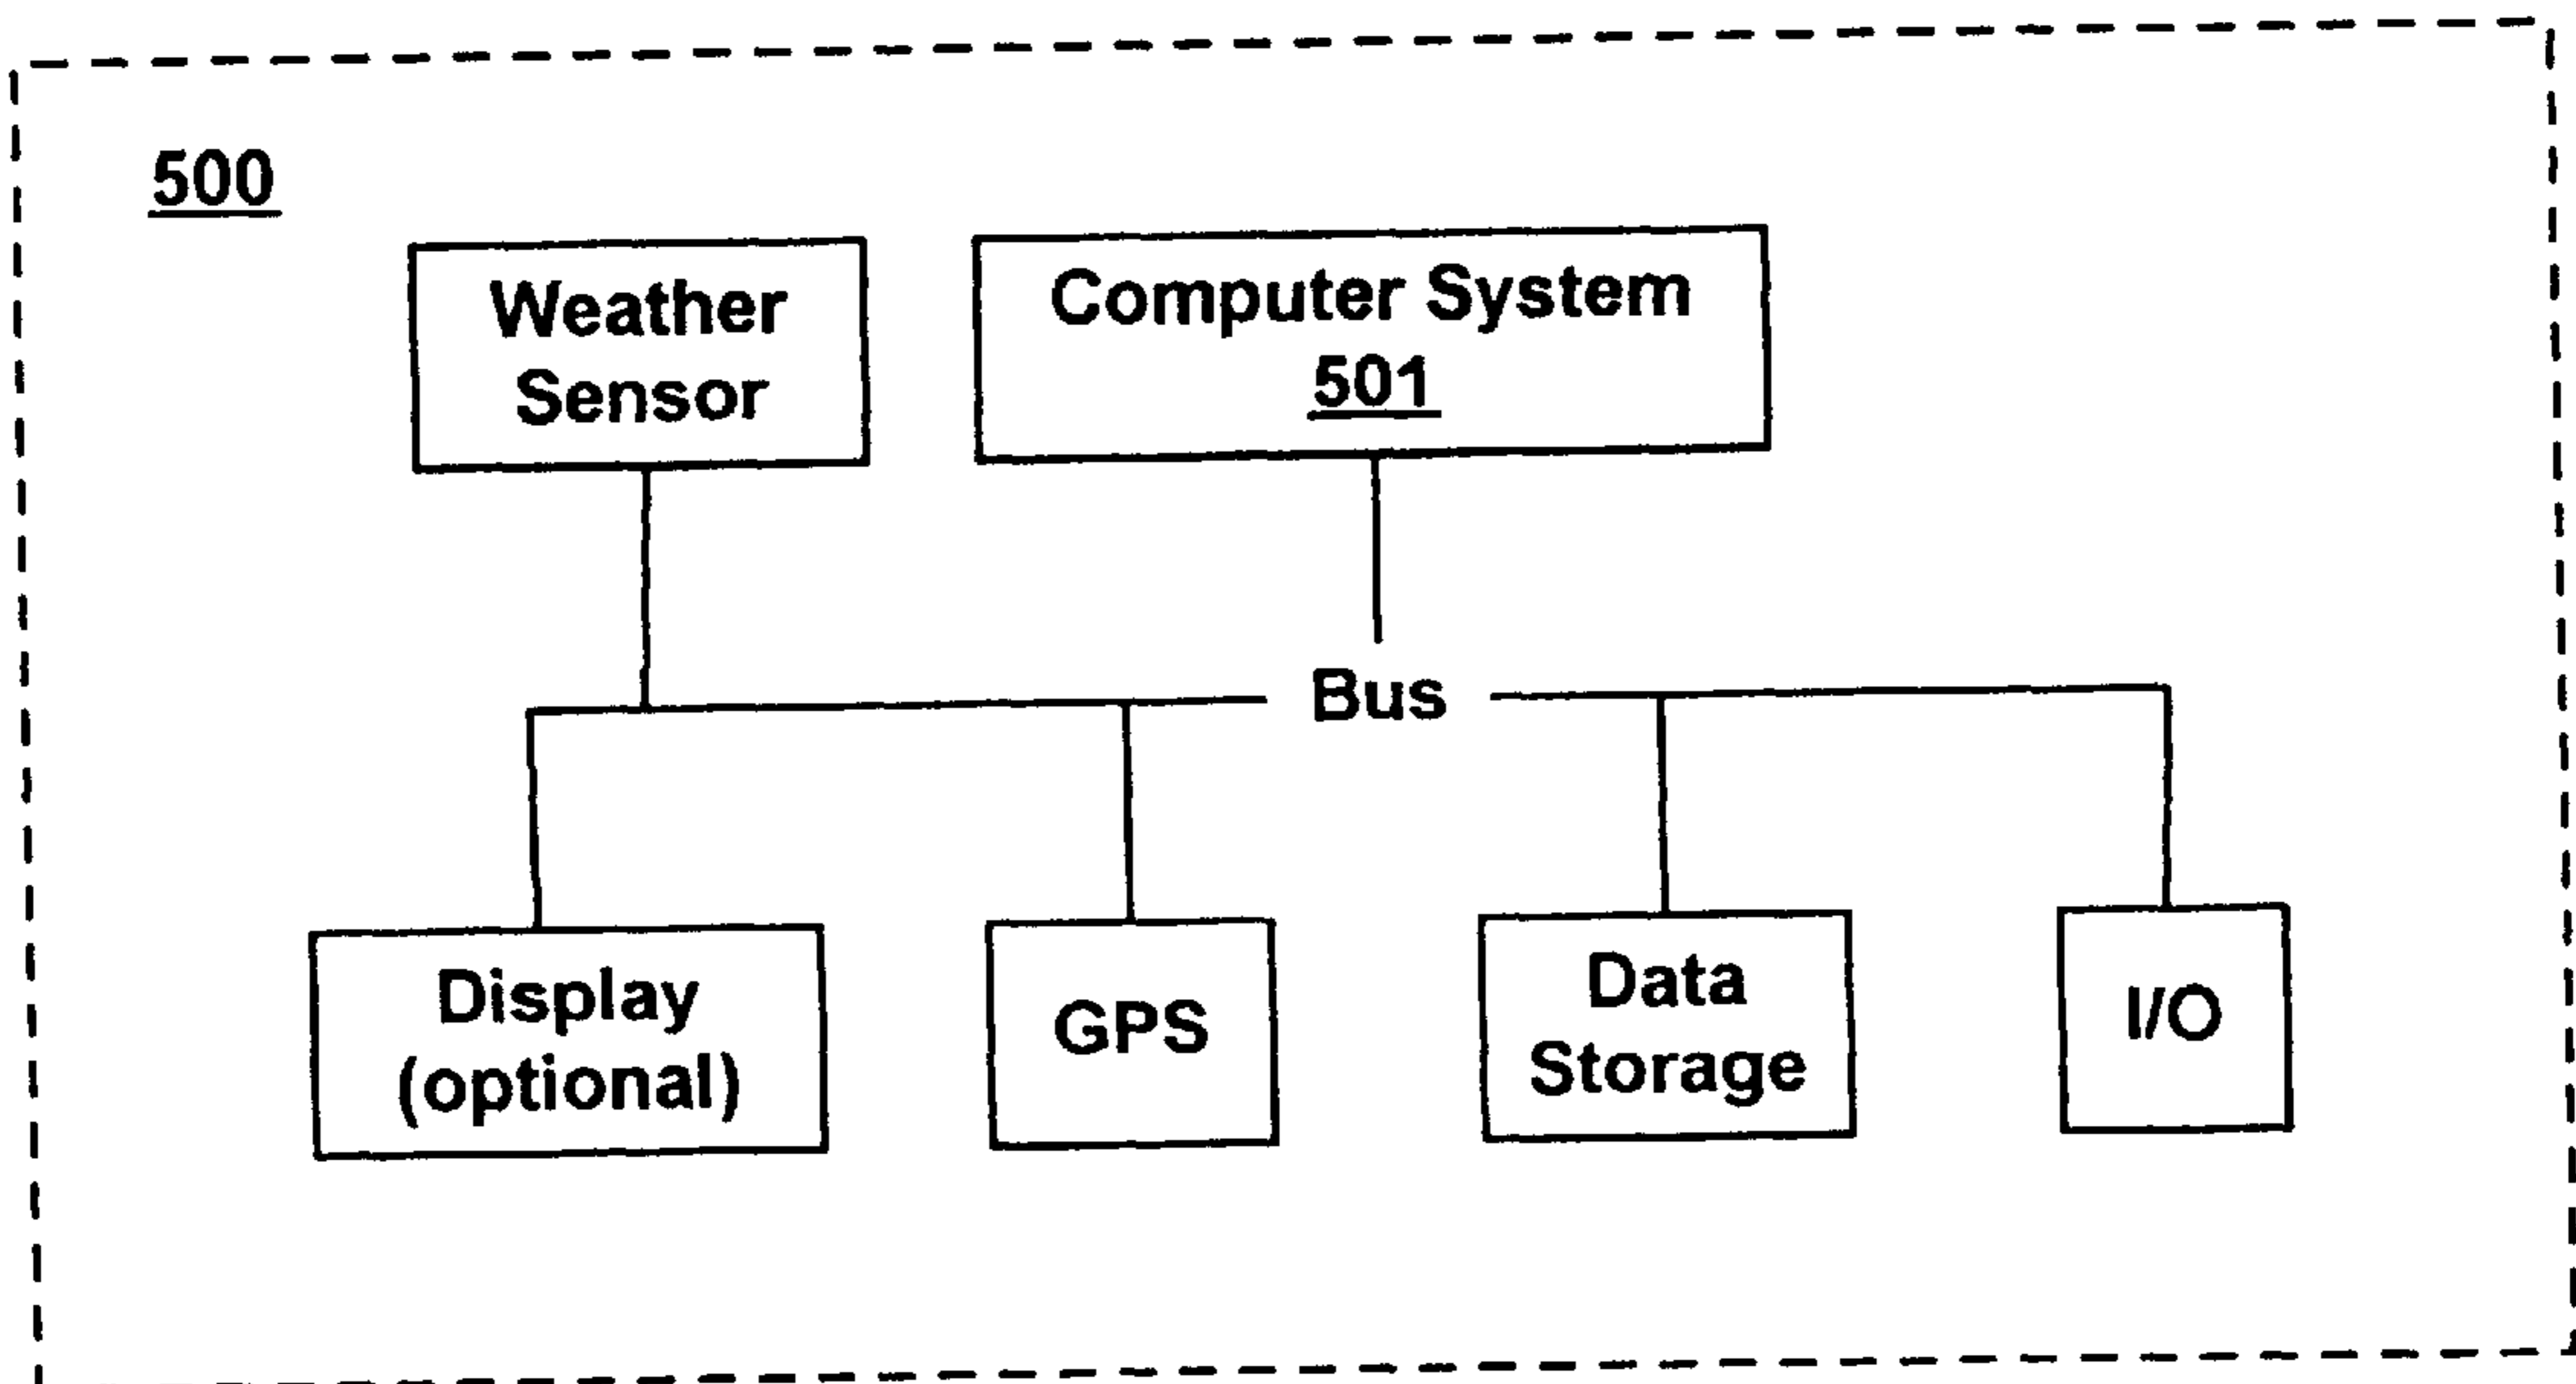 500
Weather
Sensor
Computer System
501
Bus
Display
(optional)
GPS
Data
Storage
I/O